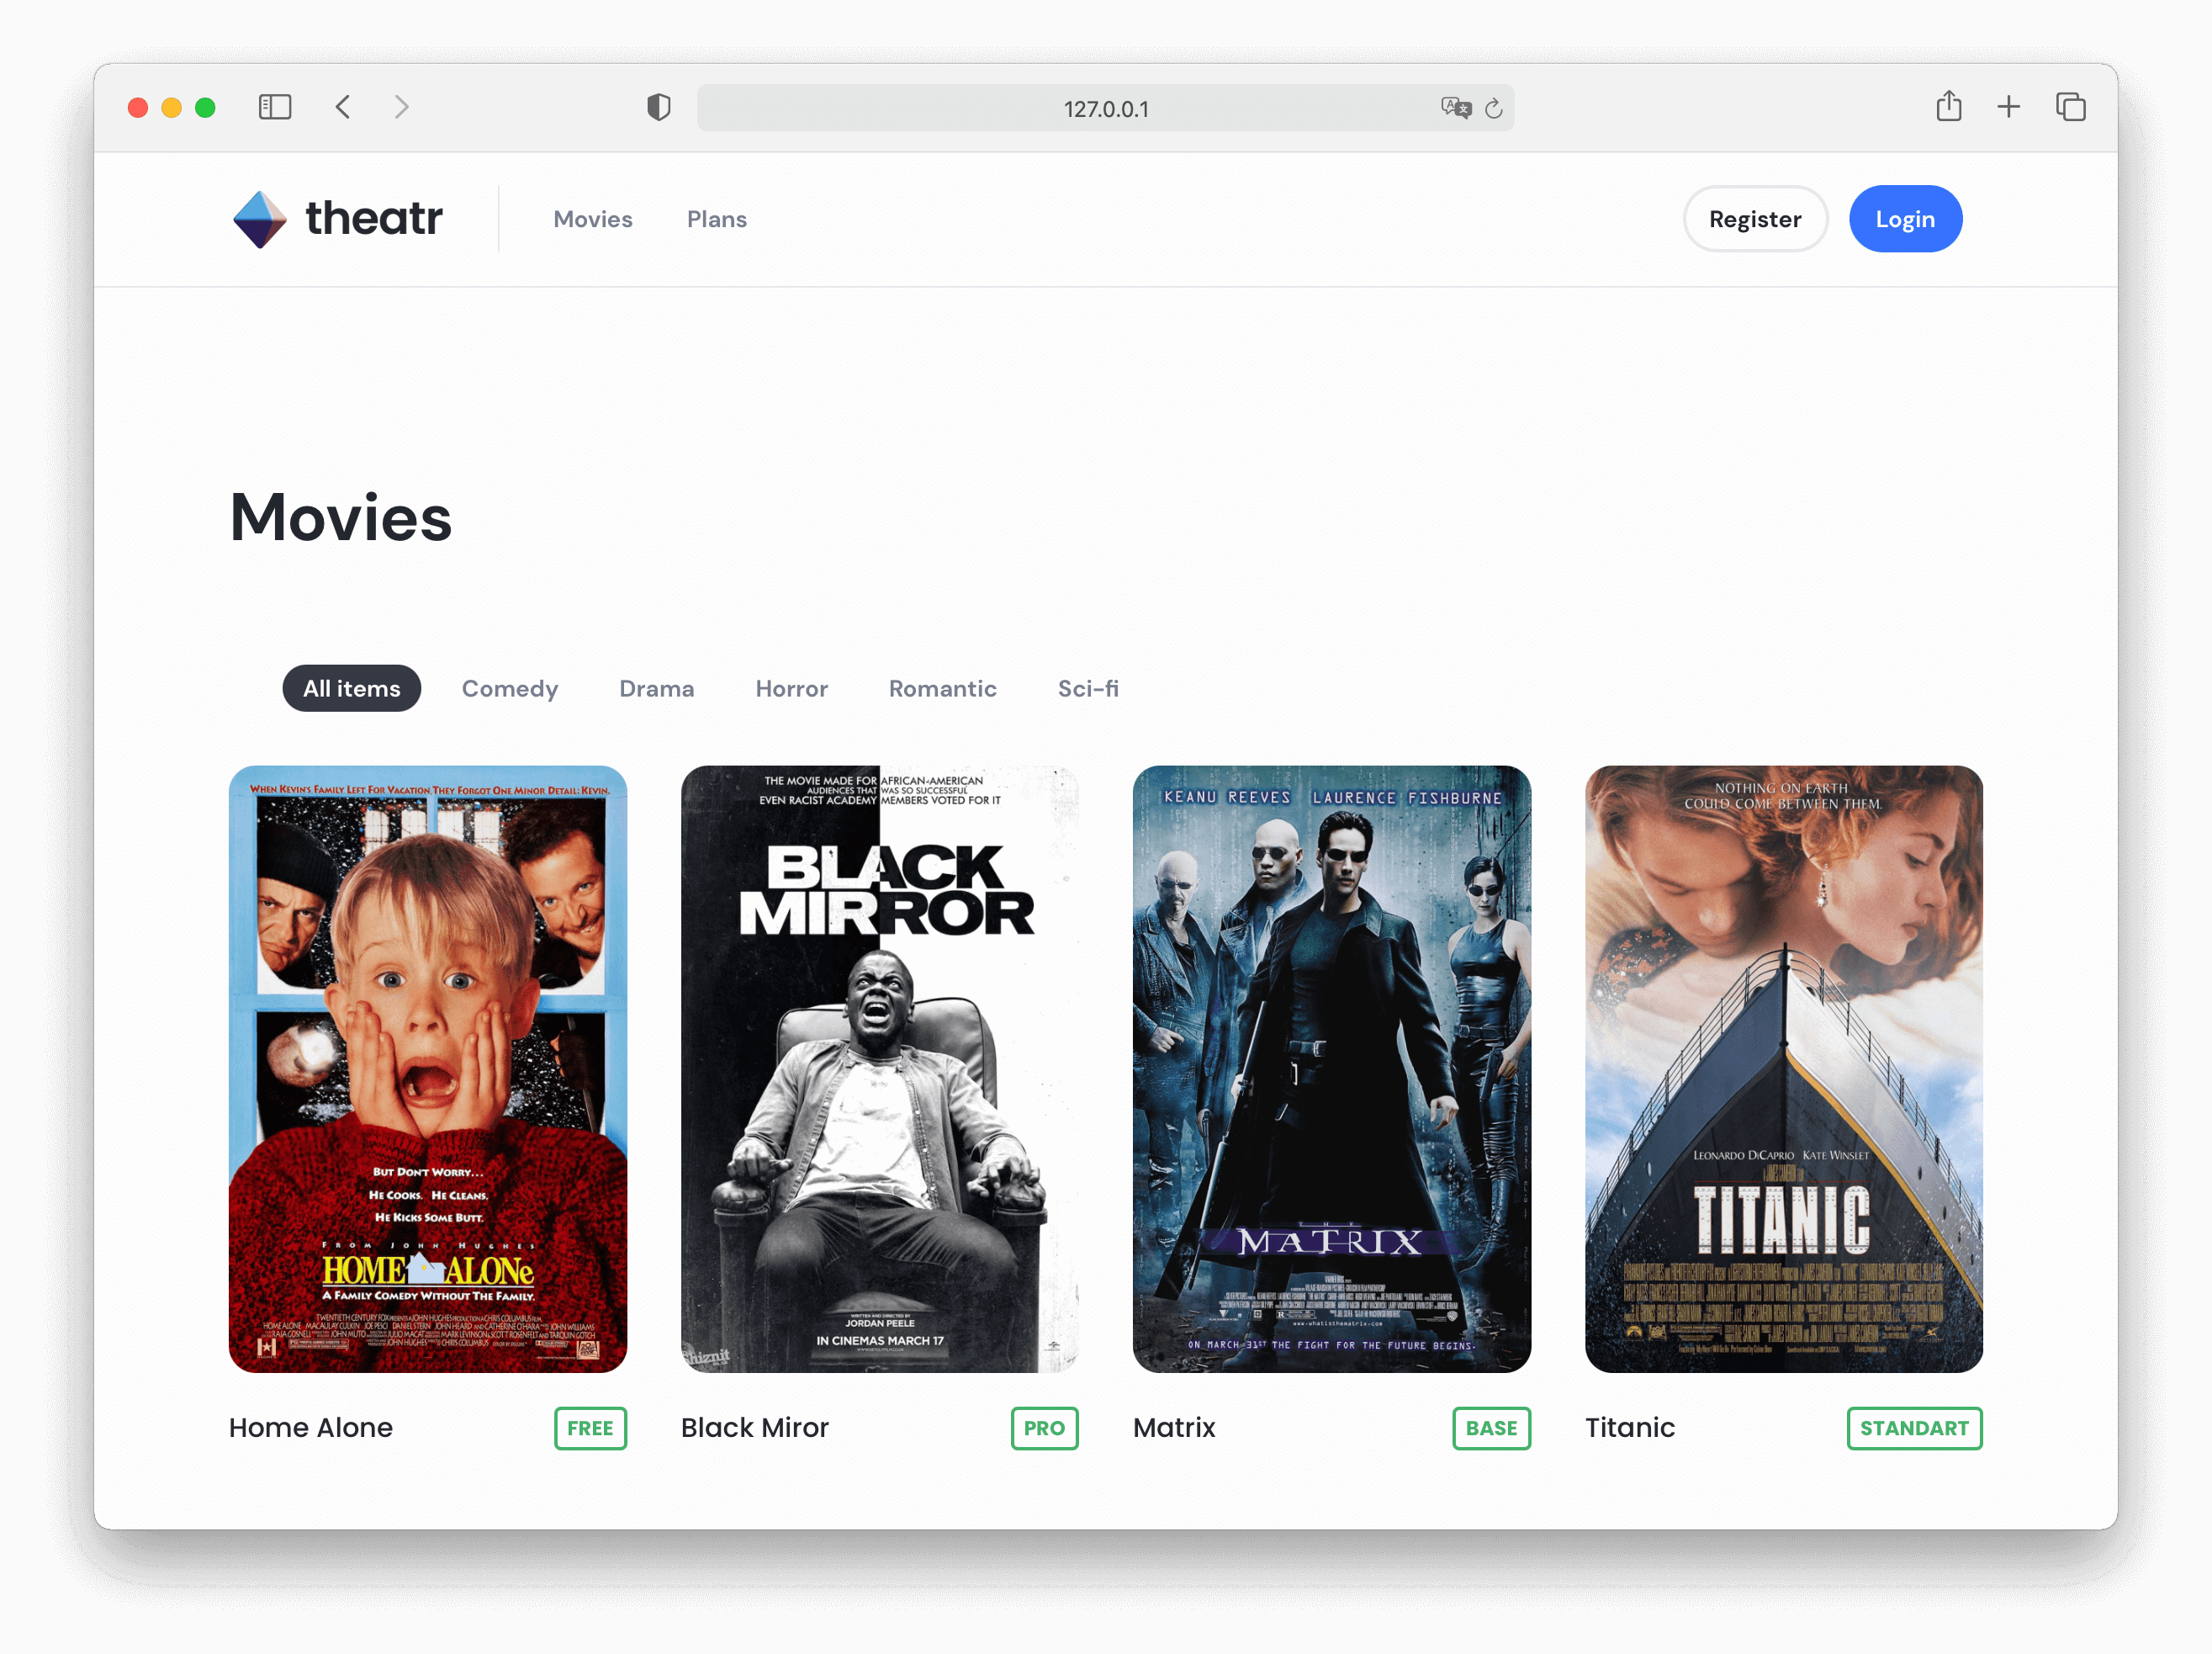 127.0.0.1
theatr
Movies
Plans
Register
Login
Movies
All items
Comedy
Drama
Horror
Romantic
Sci-fi
WHEN KEVIN'S FAMILY LEFT FOR VACATION, THEY FORGOT ONE MINOR DETAIL: KEVIN.
BUT DON'T WORRY...
HE COOKS. HE CLEANS.
HE KICKS SOME BUTT.
FROM JOHN HUGHES
HOME ALONe
A FAMILY COMEDY WITHOUT THE FAMILY.
Home Alone
FREE
THE MOVIE MADE FOR AFRICAN-AMERICAN
AUDIENCES THAT WAS SO SUCCESSFUL
EVEN RACIST ACADEMY MEMBERS VOTED FOR IT
BLACK
MIRROR
WRITTEN AND DIRECTED BY
JORDAN PEELE
IN CINEMAS MARCH 17
Shiznit
Black Miror
PRO
KEANU REEVES LAURENCE FISHBURNE
THE
MATRIX
www.whatisthematrix.com
ON MARCH 31ST THE FIGHT FOR THE FUTURE BEGINS.
Matrix
BASE
NOTHING ON EARTH
COULD COME BETWEEN THEM.
LEONARDO DICAPRIO KATE WINSLET
TITANIC
Titanic
STANDART